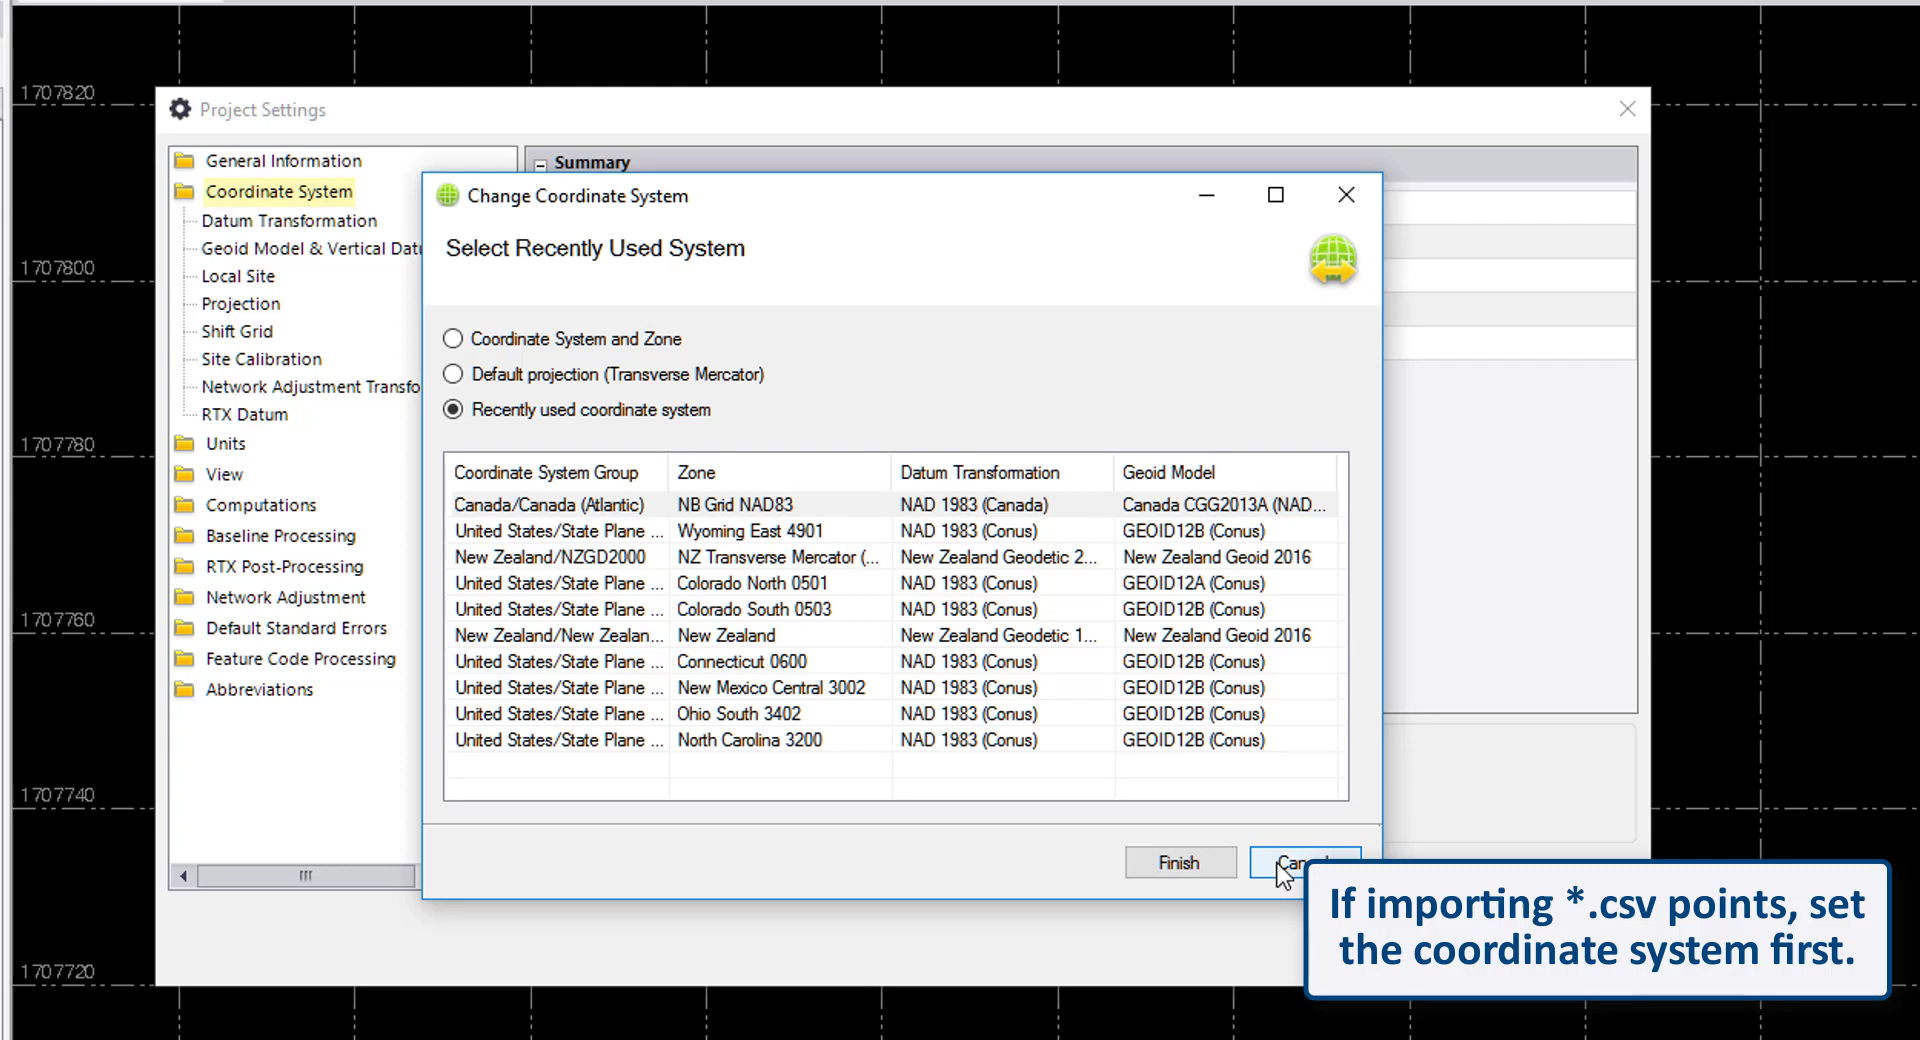 1707820
Project Settings
General Information
Summary
Coordinate System
Change Coordinate System
Datum Transformation
Geoid Model & Vertical Datu
Select Recently Used System
1707800
Local Site
Projection
Shift Grid
Coordinate System and Zone
Site Calibration
Default projection (Transverse Mercator)
Network Adjustment Transfo
RTX Datum
Recently used coordinate system
1707780
Units
View
Computations
Baseline Processing
RTX Post-Processing
Network Adjustment
1707760
Default Standard Errors
Feature Code Processing
Abbreviations
Coordinate System Group Zone Datum Transformation Geoid Model
Canada/Canada (Atlantic) NB Grid NAD83 NAD 1983 (Canada) Canada CGG2013A (NAD...
United States/State Plane ... Wyoming East 4901 NAD 1983 (Conus) GEOID12B (Conus)
New Zealand/NZGD2000 NZ Transverse Mercator (... New Zealand Geodetic 2... New Zealand Geoid 2016
United States/State Plane ... Colorado North 0501 NAD 1983 (Conus) GEOID12A (Conus)
United States/State Plane ... Colorado South 0503 NAD 1983 (Conus) GEOID12B (Conus)
New Zealand/New Zealan... New Zealand New Zealand Geodetic 1... New Zealand Geoid 2016
United States/State Plane ... Connecticut 0600 NAD 1983 (Conus) GEOID12B (Conus)
United States/State Plane ... New Mexico Central 3002 NAD 1983 (Conus) GEOID12B (Conus)
United States/State Plane ... Ohio South 3402 NAD 1983 (Conus) GEOID12B (Conus)
United States/State Plane ... North Carolina 3200 NAD 1983 (Conus) GEOID12B (Conus)
1707740
Finish
If importing *.csv points, set
the coordinate system first.
1707720